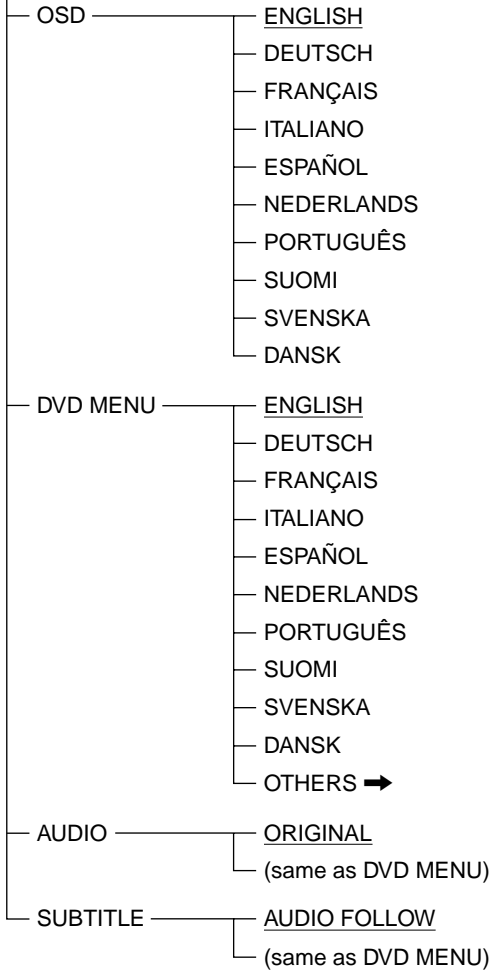 OSD ENGLISH
DEUTSCH
FRANÇAIS
ITALIANO
ESPAÑOL
NEDERLANDS
PORTUGUÊS
SUOMI
SVENSKA
DANSK
DVD MENU ENGLISH
DEUTSCH
FRANÇAIS
ITALIANO
ESPAÑOL
NEDERLANDS
PORTUGUÊS
SUOMI
SVENSKA
DANSK
OTHERS ➡
AUDIO ORIGINAL
(same as DVD MENU)
SUBTITLE AUDIO FOLLOW
(same as DVD MENU)